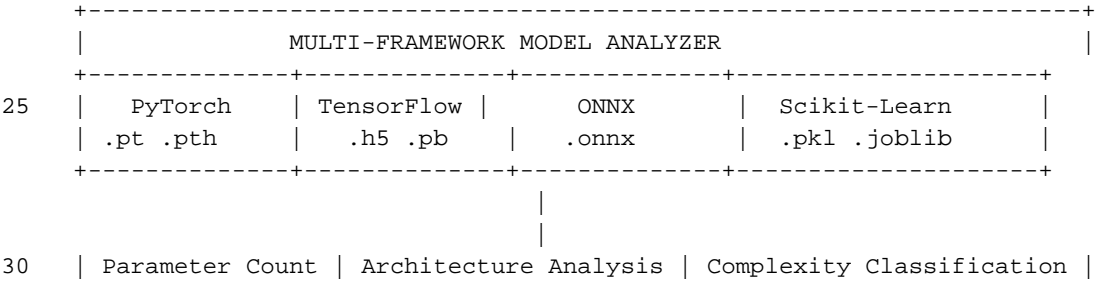 +--------------------------------------------------------------------+
| MULTI-FRAMEWORK MODEL ANALYZER |
+--------------+--------------+--------------+---------------------+
25 | PyTorch | TensorFlow | ONNX | Scikit-Learn |
| .pt .pth | .h5 .pb | .onnx | .pkl .joblib |
+--------------+--------------+--------------+---------------------+
|
|
30 | Parameter Count | Architecture Analysis | Complexity Classification |